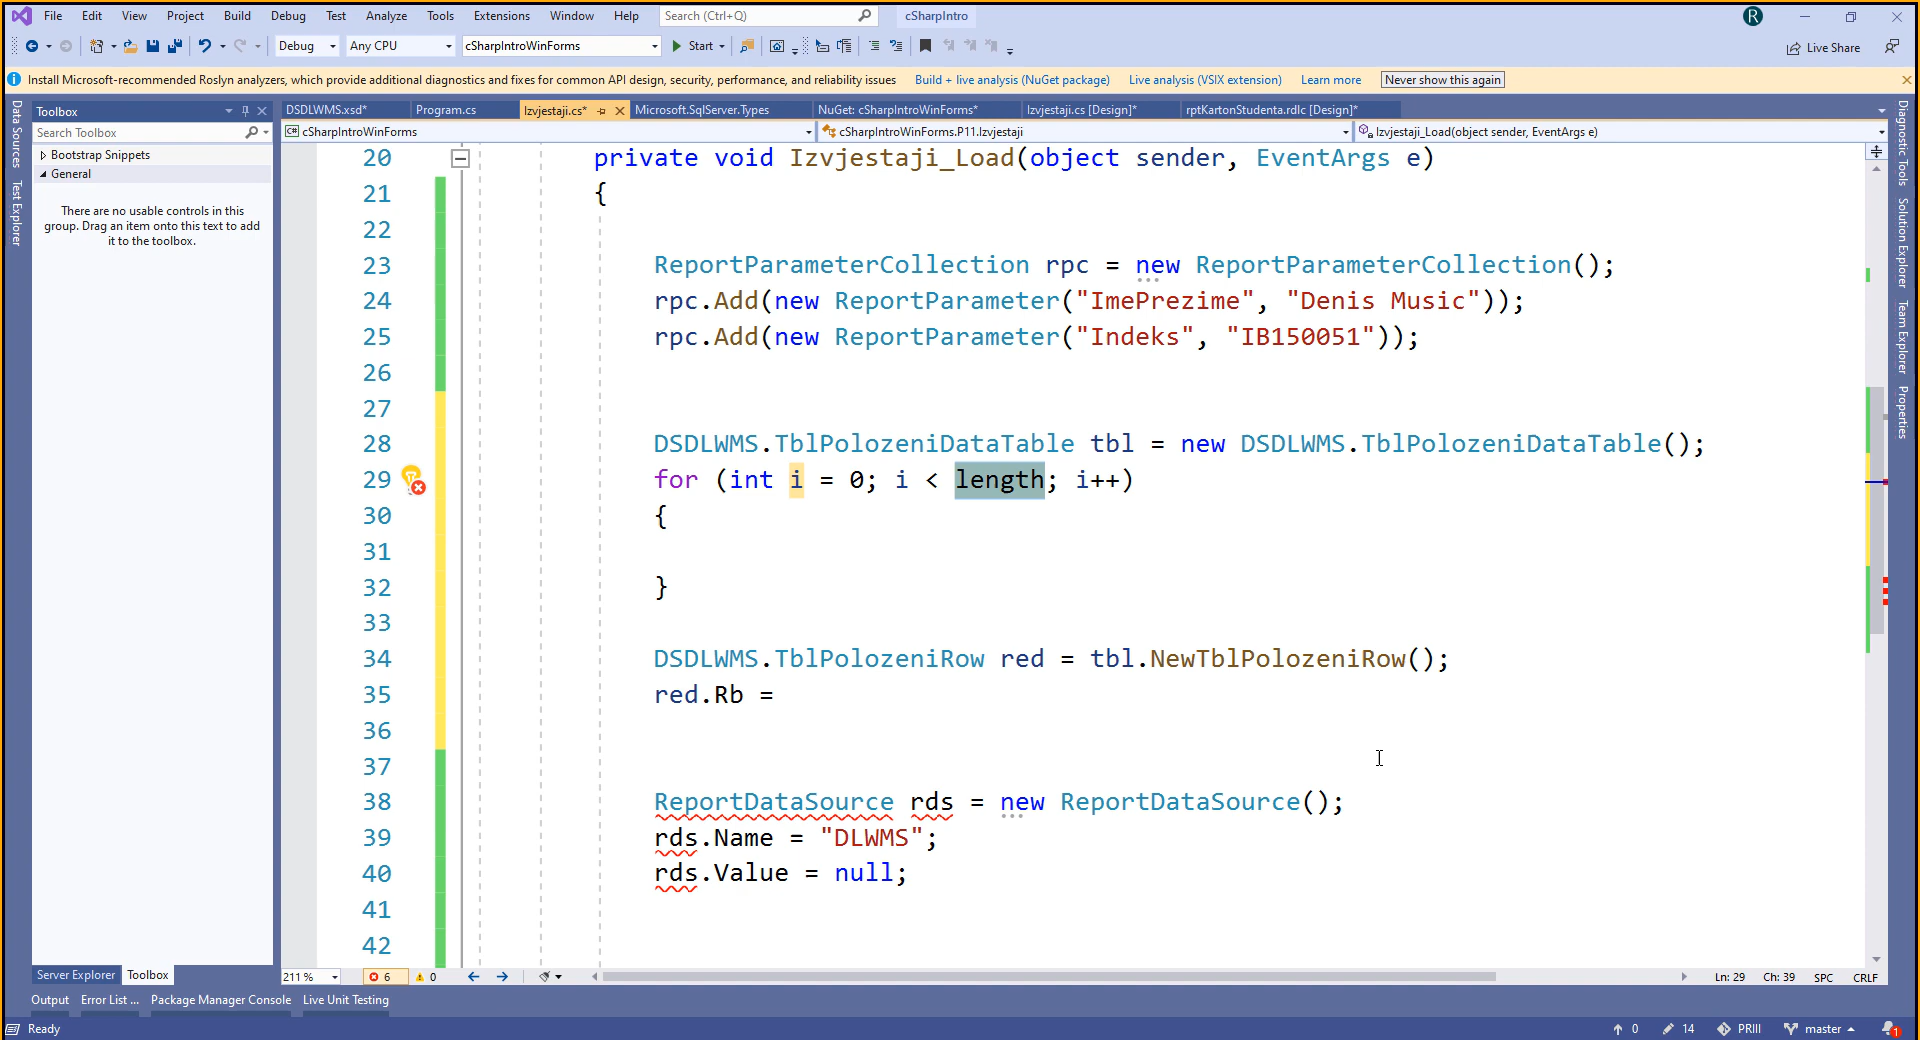 File Edit View Project Build Debug Test Analyze Tools Extensions Window Help Search (Ctrl+Q) cSharpIntro R
Debug Any CPU cSharpIntroWinForms Start Live Share
Install Microsoft-recommended Roslyn analyzers, which provide additional diagnostics and fixes for common API design, security, performance, and reliability issues Build + live analysis (NuGet package) Live analysis (VSIX extension) Learn more Never show this again
Data Sources
Test Explorer
Toolbox
Search Toolbox
Bootstrap Snippets
General
There are no usable controls in this
group. Drag an item onto this text to add
it to the toolbox.
Server Explorer Toolbox
DSDLWMS.xsd* Program.cs Izvjestaji.cs* Microsoft.SqlServer.Types NuGet: cSharpIntroWinForms* Izvjestaji.cs [Design]* rptKartonStudenta.rdlc [Design]*
cSharpIntroWinForms cSharpIntroWinForms.P11.Izvjestaji Izvjestaji_Load(object sender, EventArgs e)
20 private void Izvjestaji_Load(object sender, EventArgs e)
21 {
22
23 ReportParameterCollection rpc = new ReportParameterCollection();
24 rpc.Add(new ReportParameter("ImePrezime", "Denis Music"));
25 rpc.Add(new ReportParameter("Indeks", "IB150051"));
26
27
28 DSDLWMS.TblPolozeniDataTable tbl = new DSDLWMS.TblPolozeniDataTable();
29 for (int i = 0; i < length; i++)
30 {
31
32 }
33
34 DSDLWMS.TblPolozeniRow red = tbl.NewTblPolozeniRow();
35 red.Rb =
36
37
38 ReportDataSource rds = new ReportDataSource();
39 rds.Name = "DLWMS";
40 rds.Value = null;
41
42
211 % 6 0 Ln: 29 Ch: 39 SPC CRLF
Diagnostic Tools
Solution Explorer
Team Explorer
Properties
Output Error List ... Package Manager Console Live Unit Testing
Ready 0 14 PRIII master 1